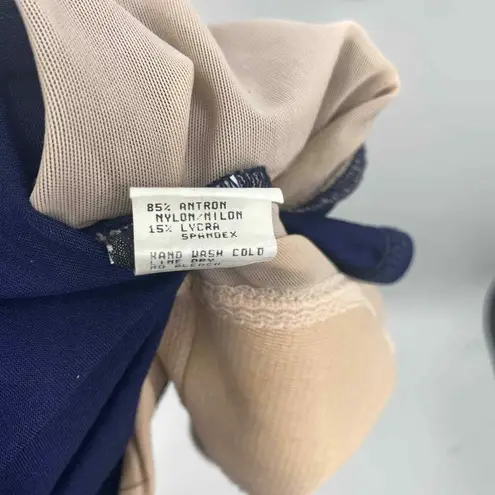 85% ANTRON
NYLON/NILON
15% LYCRA
SPANDEX
HAND WASH COLD
LINE DRY
NO BLEACH